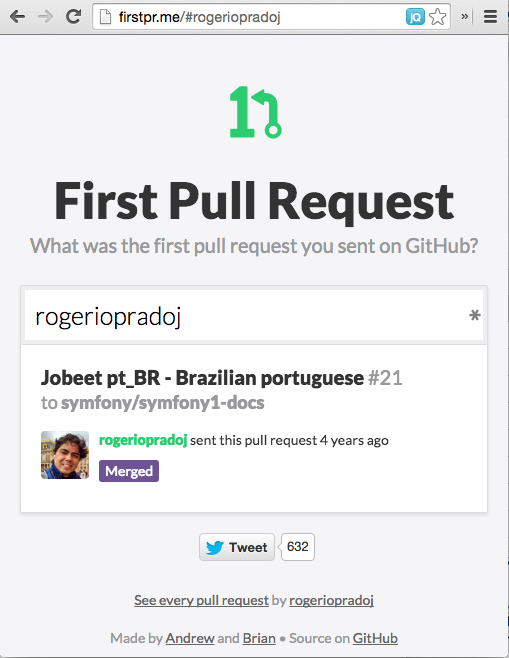 firstpr.me/#rogeriopradoj
jQ
»
First Pull Request
What was the first pull request you sent on GitHub?
rogeriopradoj
*
Jobeet pt_BR - Brazilian portuguese #21
to symfony/symfony1-docs
rogeriopradoj sent this pull request 4 years ago
Merged
Tweet 632
See every pull request by rogeriopradoj
Made by Andrew and Brian • Source on GitHub